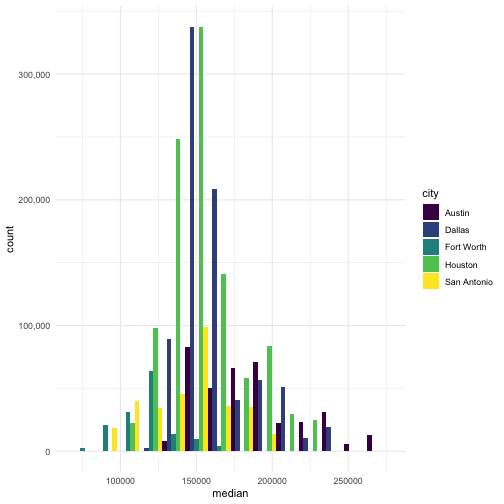 300,000
200,000
100,000
0
count
100000
150000
200000
250000
median
city
Austin
Dallas
Fort Worth
Houston
San Antonio